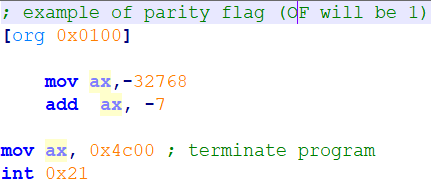 ; example of parity flag (OF will be 1)
[org 0x0100]
mov ax,-32768
add ax, -7
mov ax, 0x4c00 ; terminate program
int 0x21